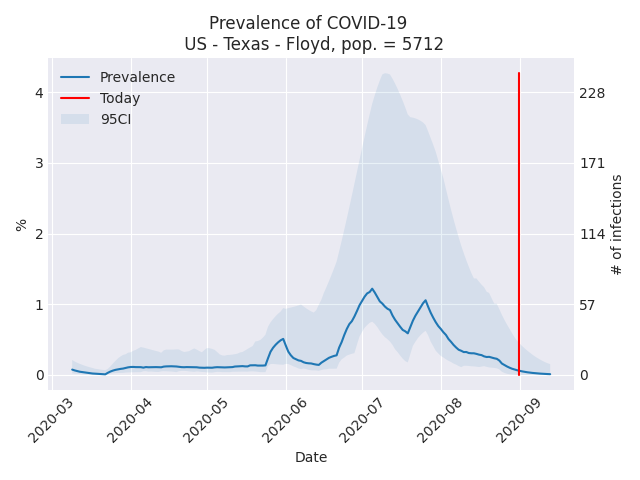 Prevalence of COVID-19
US - Texas - Floyd, pop. = 5712
Prevalence
Today
95CI
%
4
3
2
1
0
228
171
114
57
0
# of infections
2020-03
2020-04
2020-05
2020-06
2020-07
2020-08
2020-09
Date